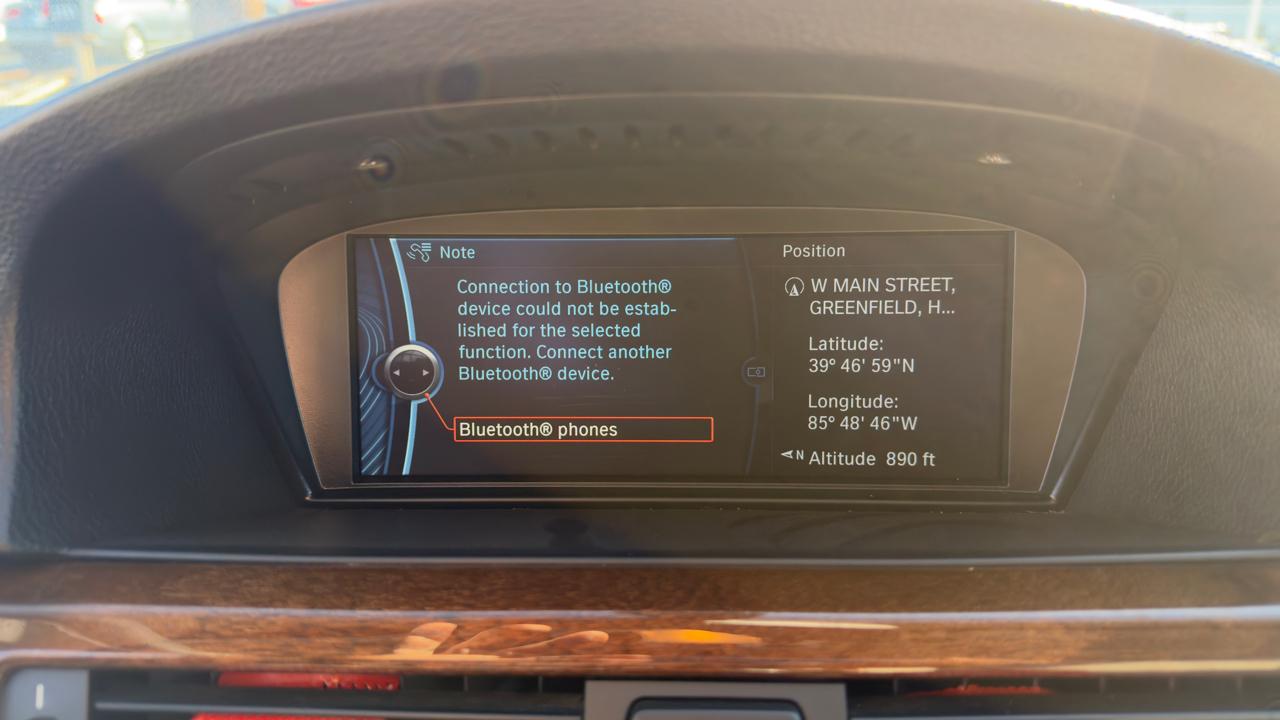 Note
Connection to Bluetooth®
device could not be estab-
lished for the selected
function. Connect another
Bluetooth® device.
Bluetooth® phones
Position
W MAIN STREET,
GREENFIELD, H...
Latitude:
39° 46' 59"N
Longitude:
85° 48' 46"W
N Altitude 890 ft